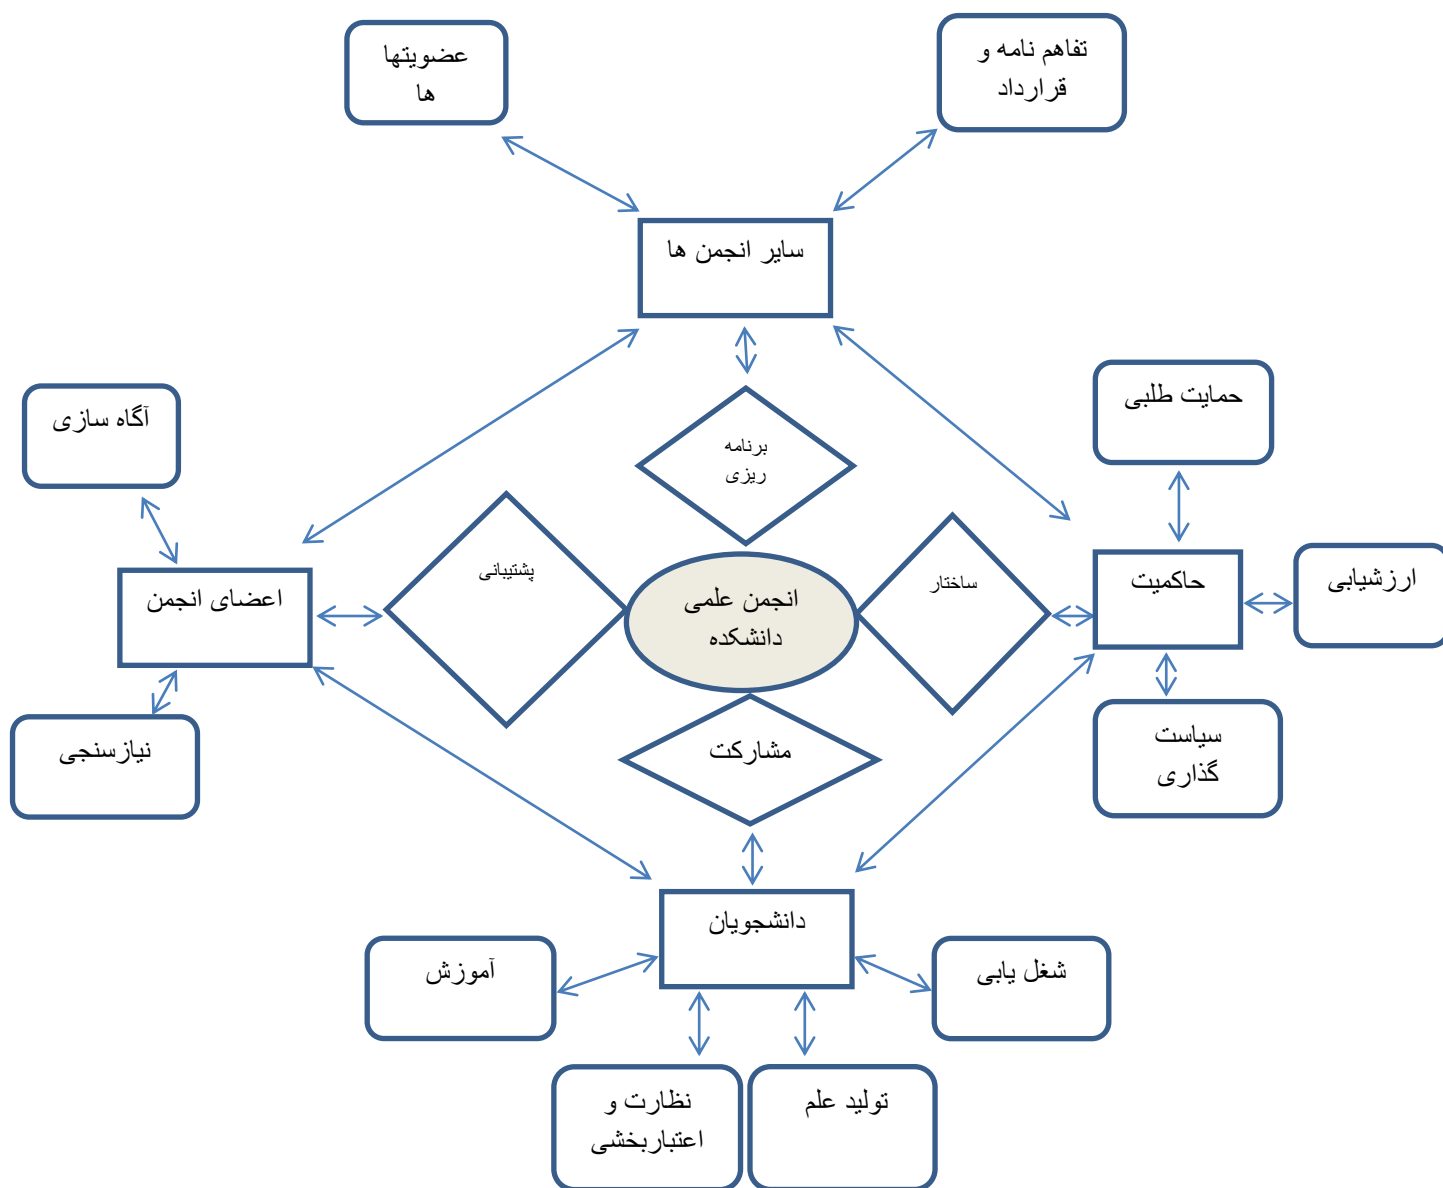 تفاهم نامه و
قرارداد
عضویتها
ها
سایر انجمن ها
حمایت طلبی
آگاه سازی
برنامه
ریزی
ارزشیابی
حاکمیت
ساختار
انجمن علمی
دانشکده
پشتیبانی
اعضای انجمن
سیاست
گذاری
مشارکت
نیازسنجی
دانشجویان
شغل یابی
آموزش
تولید علم
نظارت و
اعتباربخشی